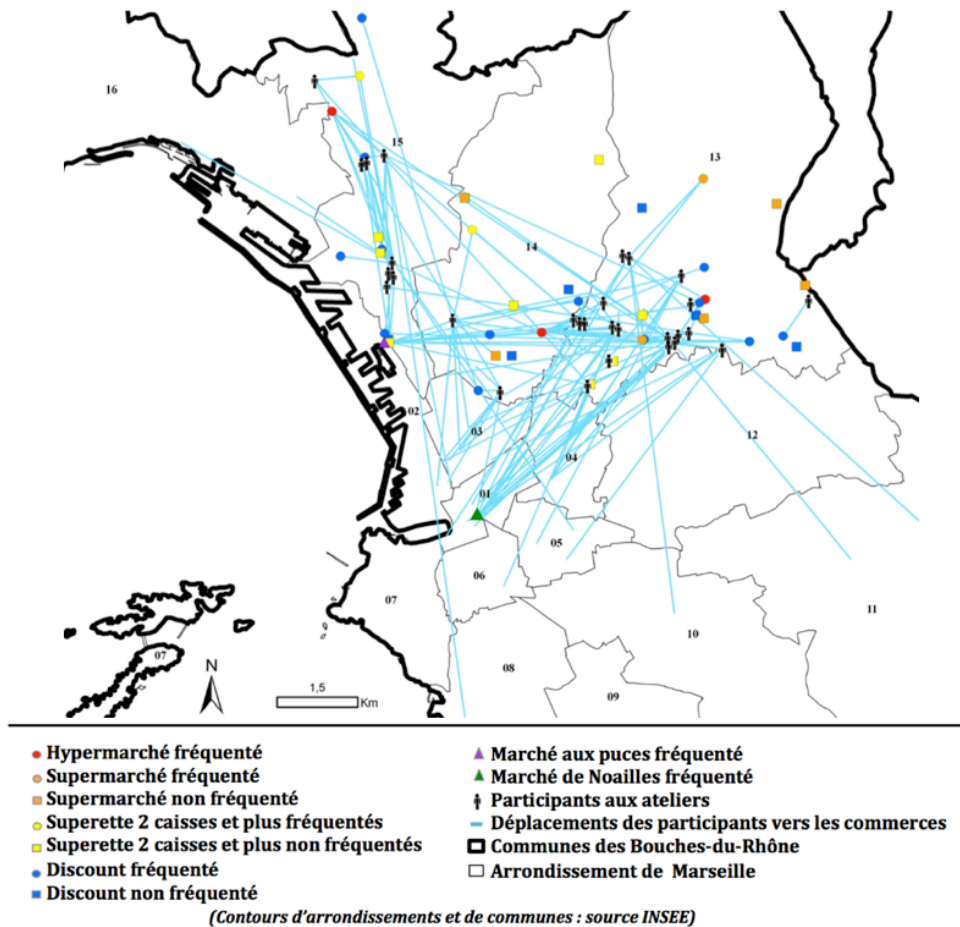 16
15
13
14
02
03
12
04
01
05
06
07
11
10
07
08
09
N
1,5
Km
Hypermarché fréquenté
Supermarché fréquenté
Supermarché non fréquenté
Superette 2 caisses et plus fréquentés
Superette 2 caisses et plus non fréquentés
Discount fréquenté
Discount non fréquenté
Marché aux puces fréquenté
Marché de Noailles fréquenté
Participants aux ateliers
Déplacements des participants vers les commerces
Communes des Bouches-du-Rhône
Arrondissement de Marseille
(Contours d'arrondissements et de communes : source INSEE)